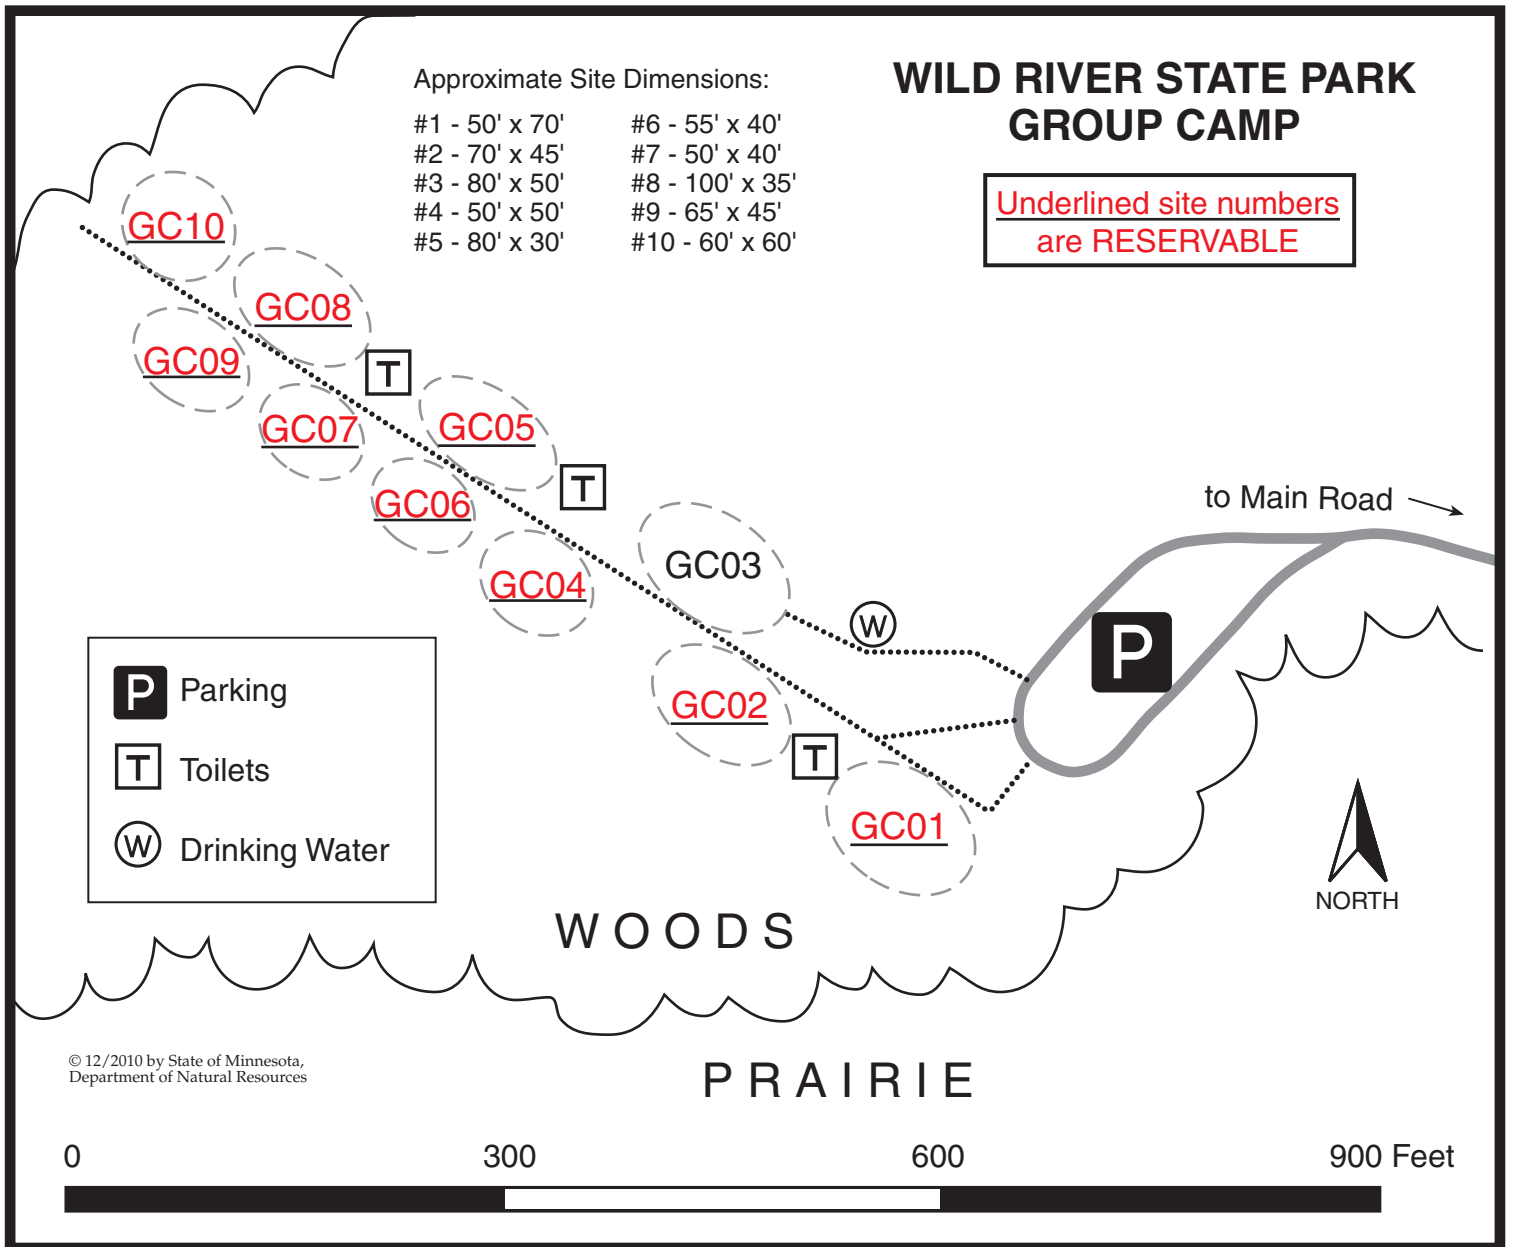 WILD RIVER STATE PARK
GROUP CAMP
Underlined site numbers
are RESERVABLE
Approximate Site Dimensions:
#1 - 50' x 70'
#2 - 70' x 45'
#3 - 80' x 50'
#4 - 50' x 50'
#5 - 80' x 30'
#6 - 55' x 40'
#7 - 50' x 40'
#8 - 100' x 35'
#9 - 65' x 45'
#10 - 60' x 60'
GC10
GC08
GC09
T
GC07
GC05
T
GC06
to Main Road
GC03
GC04
W
P
GC02
T
GC01
P Parking
T Toilets
W Drinking Water
NORTH
WOODS
PRAIRIE
© 12/2010 by State of Minnesota,
Department of Natural Resources
0 300 600 900 Feet